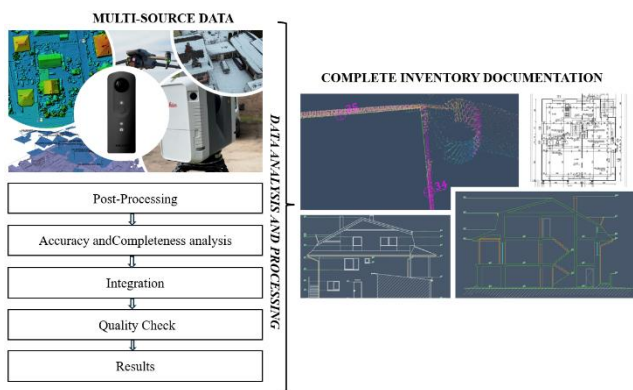 MULTI-SOURCE DATA
Post-Processing
Accuracy andCompleteness analysis
Integration
Quality Check
Results
DATA ANALYSIS AND PROCESSING
COMPLETE INVENTORY DOCUMENTATION
34